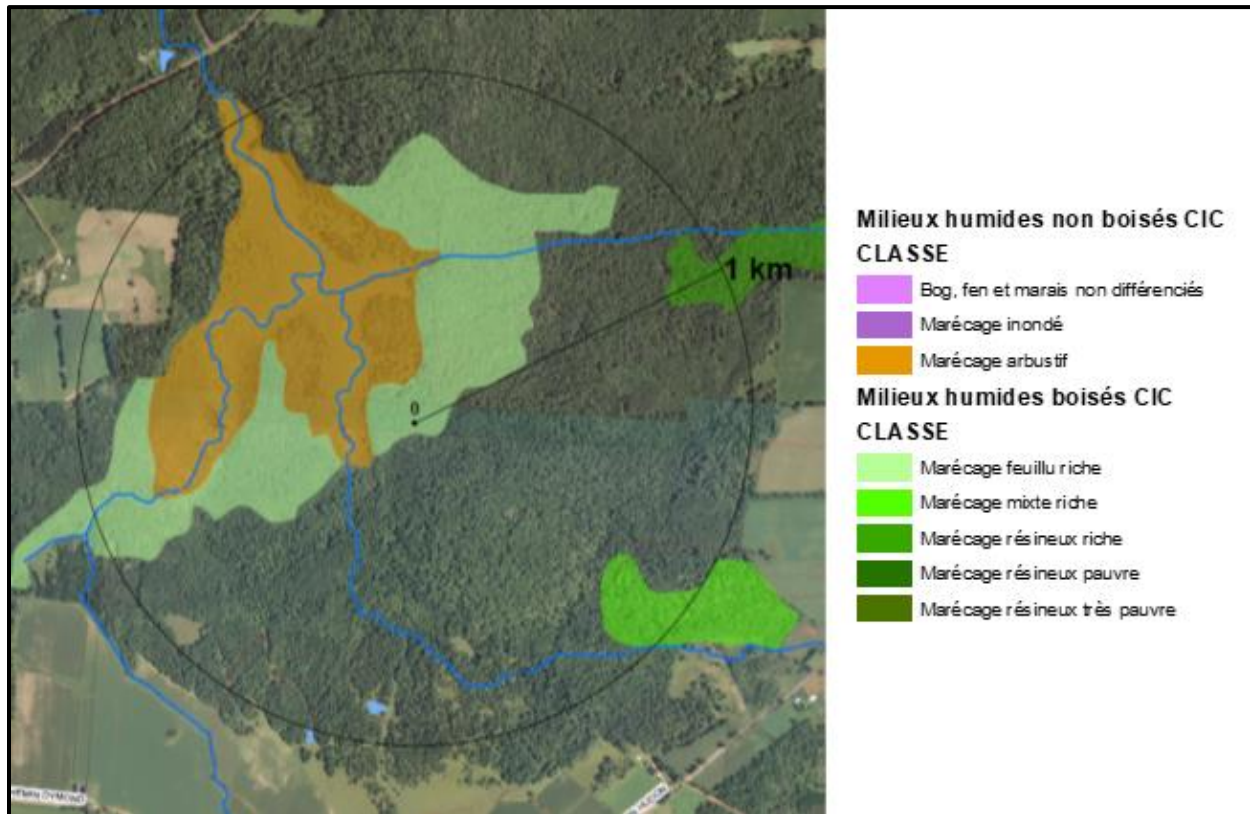 0
1 km
Milieux humides non boisés CIC
CLASSE
Bog, fen et marais non différenciés
Marécage inondé
Marécage arbustif
Milieux humides boisés CIC
CLASSE
Marécage feuillu riche
Marécage mixte riche
Marécage résineux riche
Marécage résineux pauvre
Marécage résineux très pauvre
DYMOND
HUDON